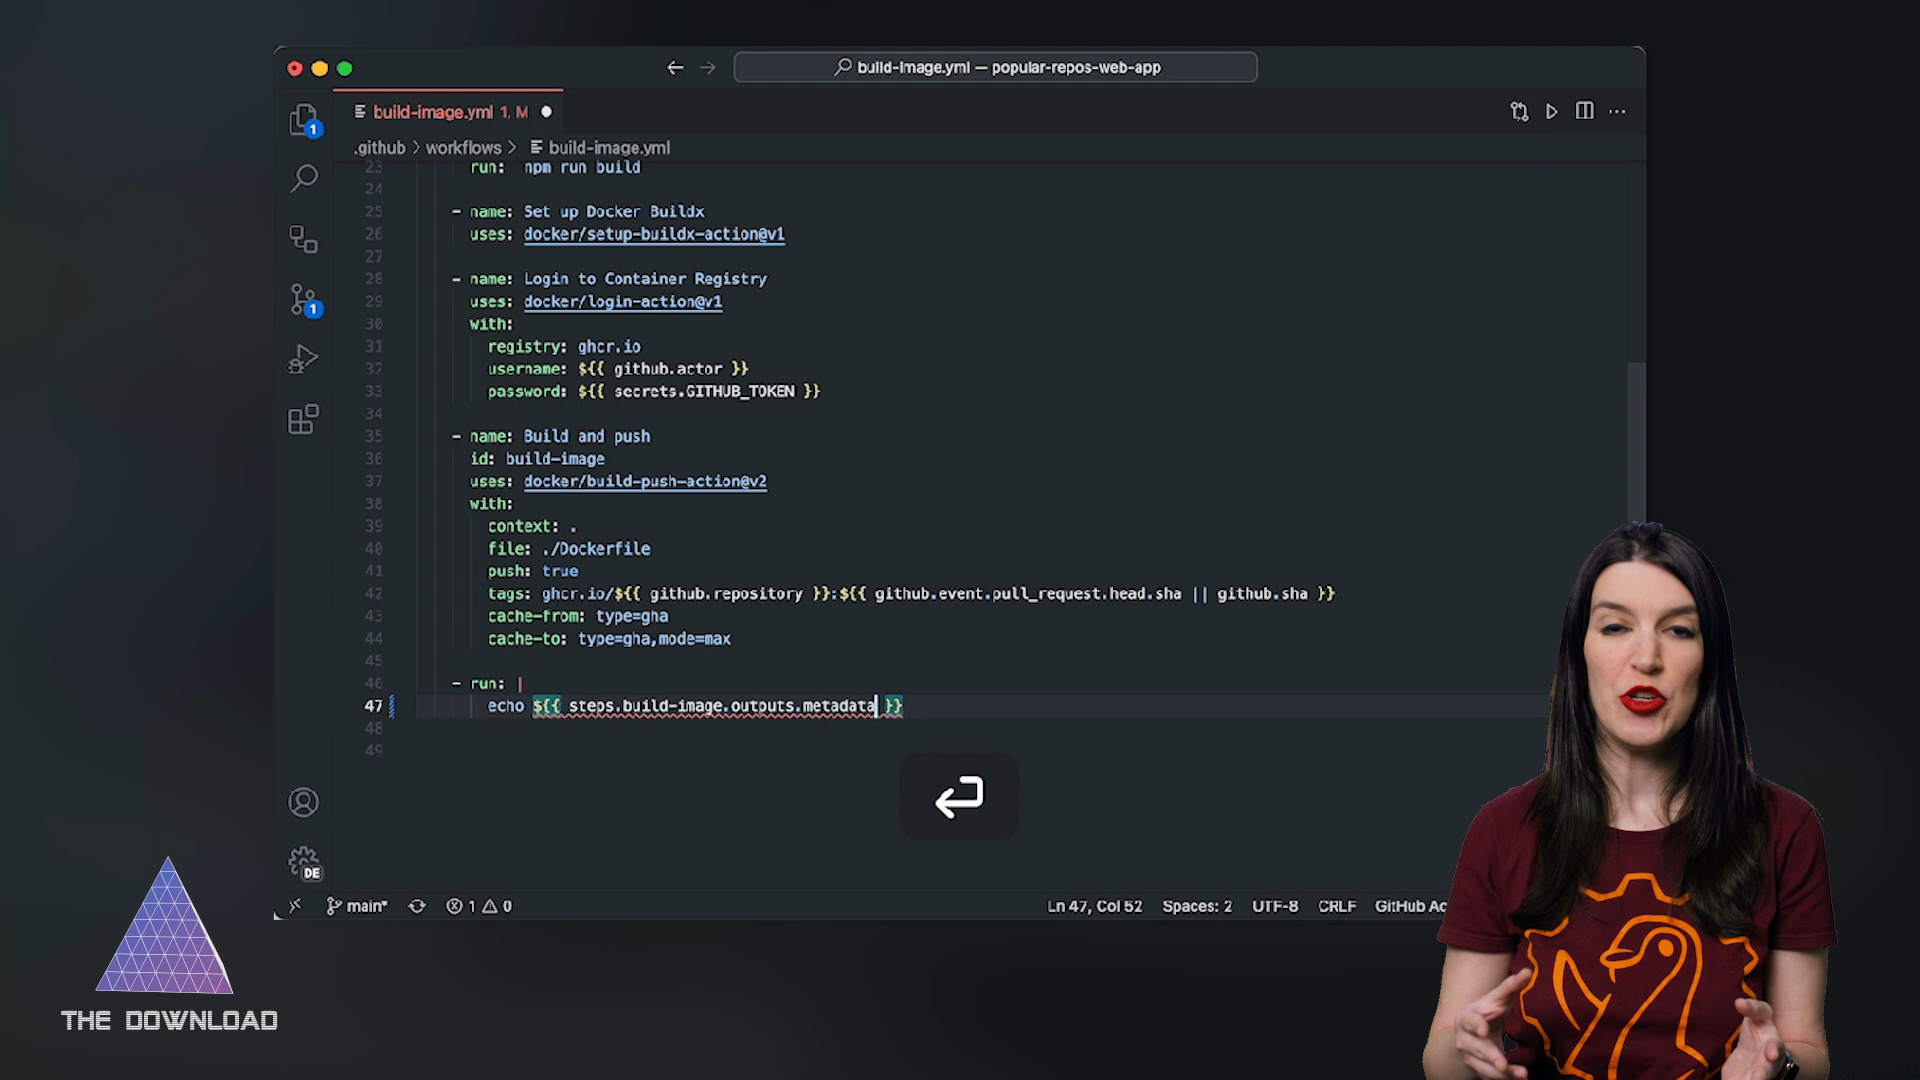 build-image.yml — popular-repos-web-app
build-image.yml 1, M
.github > workflows > build-image.yml
1
1
23 run: npm run build
24
25 - name: Set up Docker Buildx
26 uses: docker/setup-buildx-action@v1
27
28 - name: Login to Container Registry
29 uses: docker/login-action@v1
30 with:
31 registry: ghcr.io
32 username: ${{ github.actor }}
33 password: ${{ secrets.GITHUB_TOKEN }}
34
35 - name: Build and push
36 id: build-image
37 uses: docker/build-push-action@v2
38 with:
39 context: .
40 file: ./Dockerfile
41 push: true
42 tags: ghcr.io/${{ github.repository }}:${{ github.event.pull_request.head.sha || github.sha }}
43 cache-from: type=gha
44 cache-to: type=gha,mode=max
45
46 - run: |
47 echo ${{ steps.build-image.outputs.metadata }}
48
49
DE
main* 1 0
Ln 47, Col 52 Spaces: 2 UTF-8 CRLF GitHub Ac
THE DOWNLOAD